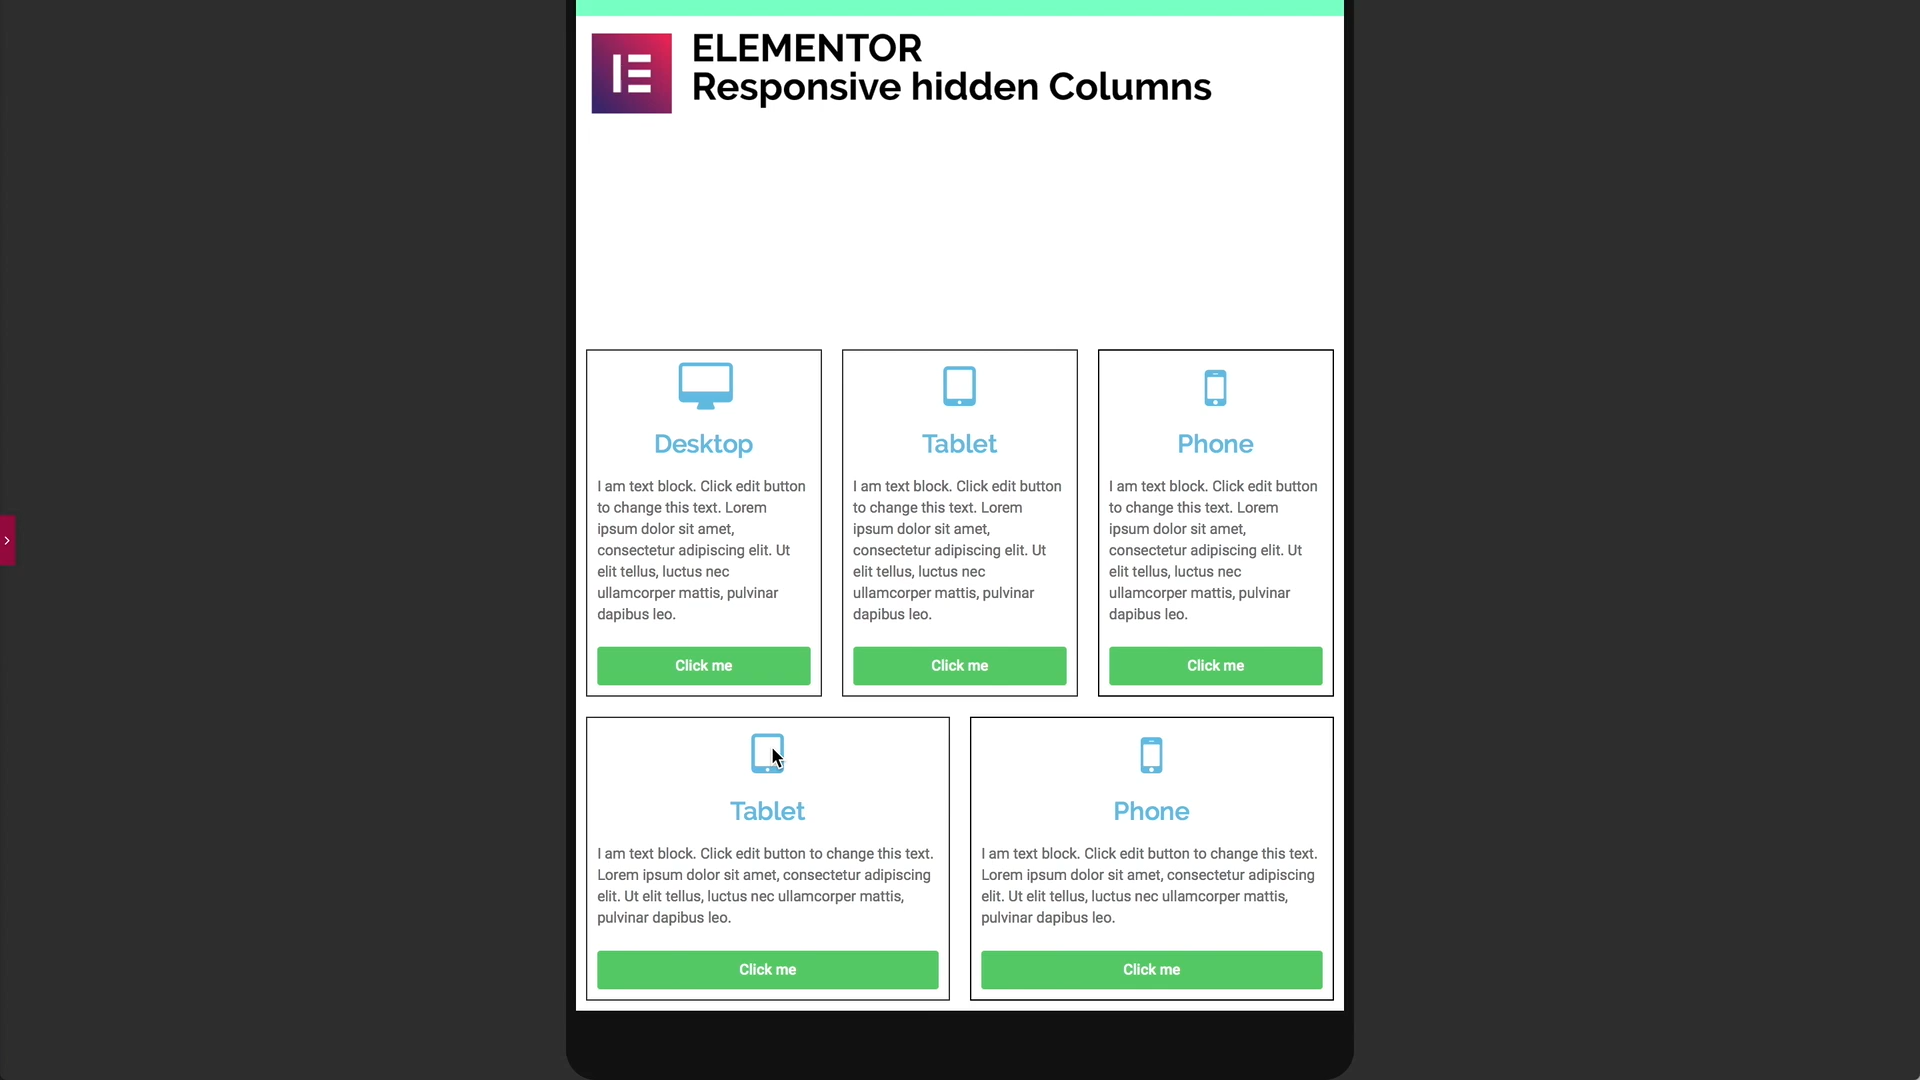 ELEMENTOR
Responsive hidden Columns
Desktop
I am text block. Click edit button
to change this text. Lorem
ipsum dolor sit amet,
consectetur adipiscing elit. Ut
elit tellus, luctus nec
ullamcorper mattis, pulvinar
dapibus leo.
Click me
Tablet
I am text block. Click edit button
to change this text. Lorem
ipsum dolor sit amet,
consectetur adipiscing elit. Ut
elit tellus, luctus nec
ullamcorper mattis, pulvinar
dapibus leo.
Click me
Phone
I am text block. Click edit button
to change this text. Lorem
ipsum dolor sit amet,
consectetur adipiscing elit. Ut
elit tellus, luctus nec
ullamcorper mattis, pulvinar
dapibus leo.
Click me
Tablet
I am text block. Click edit button to change this text.
Lorem ipsum dolor sit amet, consectetur adipiscing
elit. Ut elit tellus, luctus nec ullamcorper mattis,
pulvinar dapibus leo.
Click me
Phone
I am text block. Click edit button to change this text.
Lorem ipsum dolor sit amet, consectetur adipiscing
elit. Ut elit tellus, luctus nec ullamcorper mattis,
pulvinar dapibus leo.
Click me